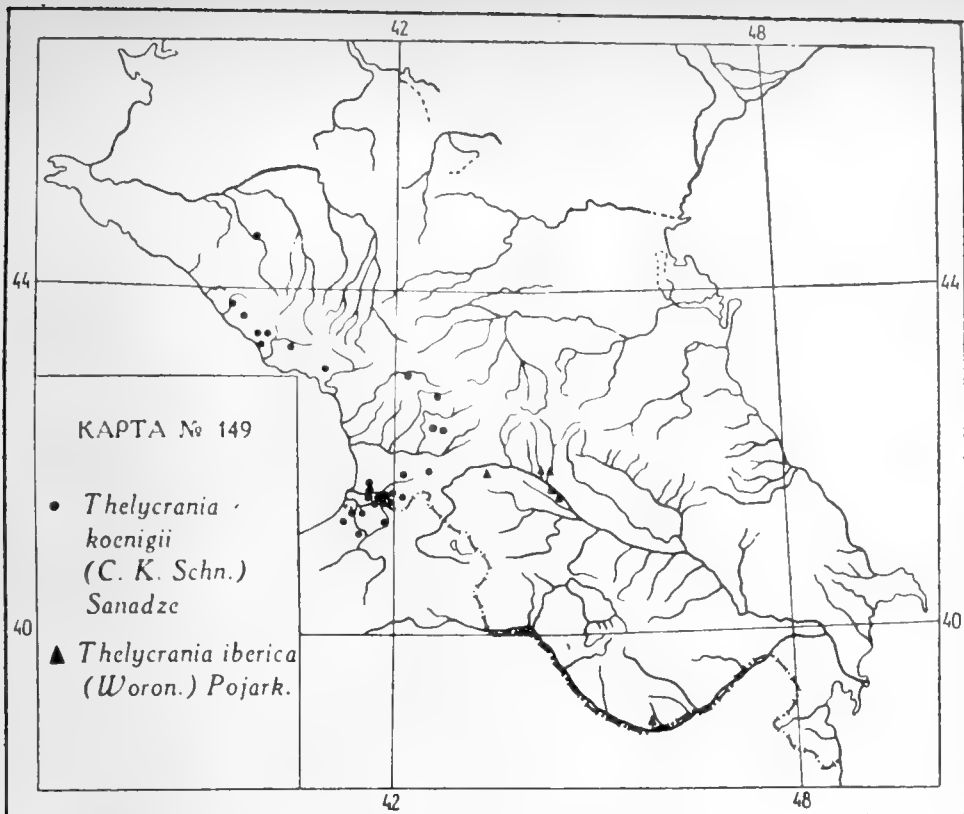 42 48
44 44
КАРТА № 149
Thelycrania
koenigii
(C. K. Schn.)
Sanadze
40 40
Thelycrania iberica
(Woron.) Pojark.
42 48